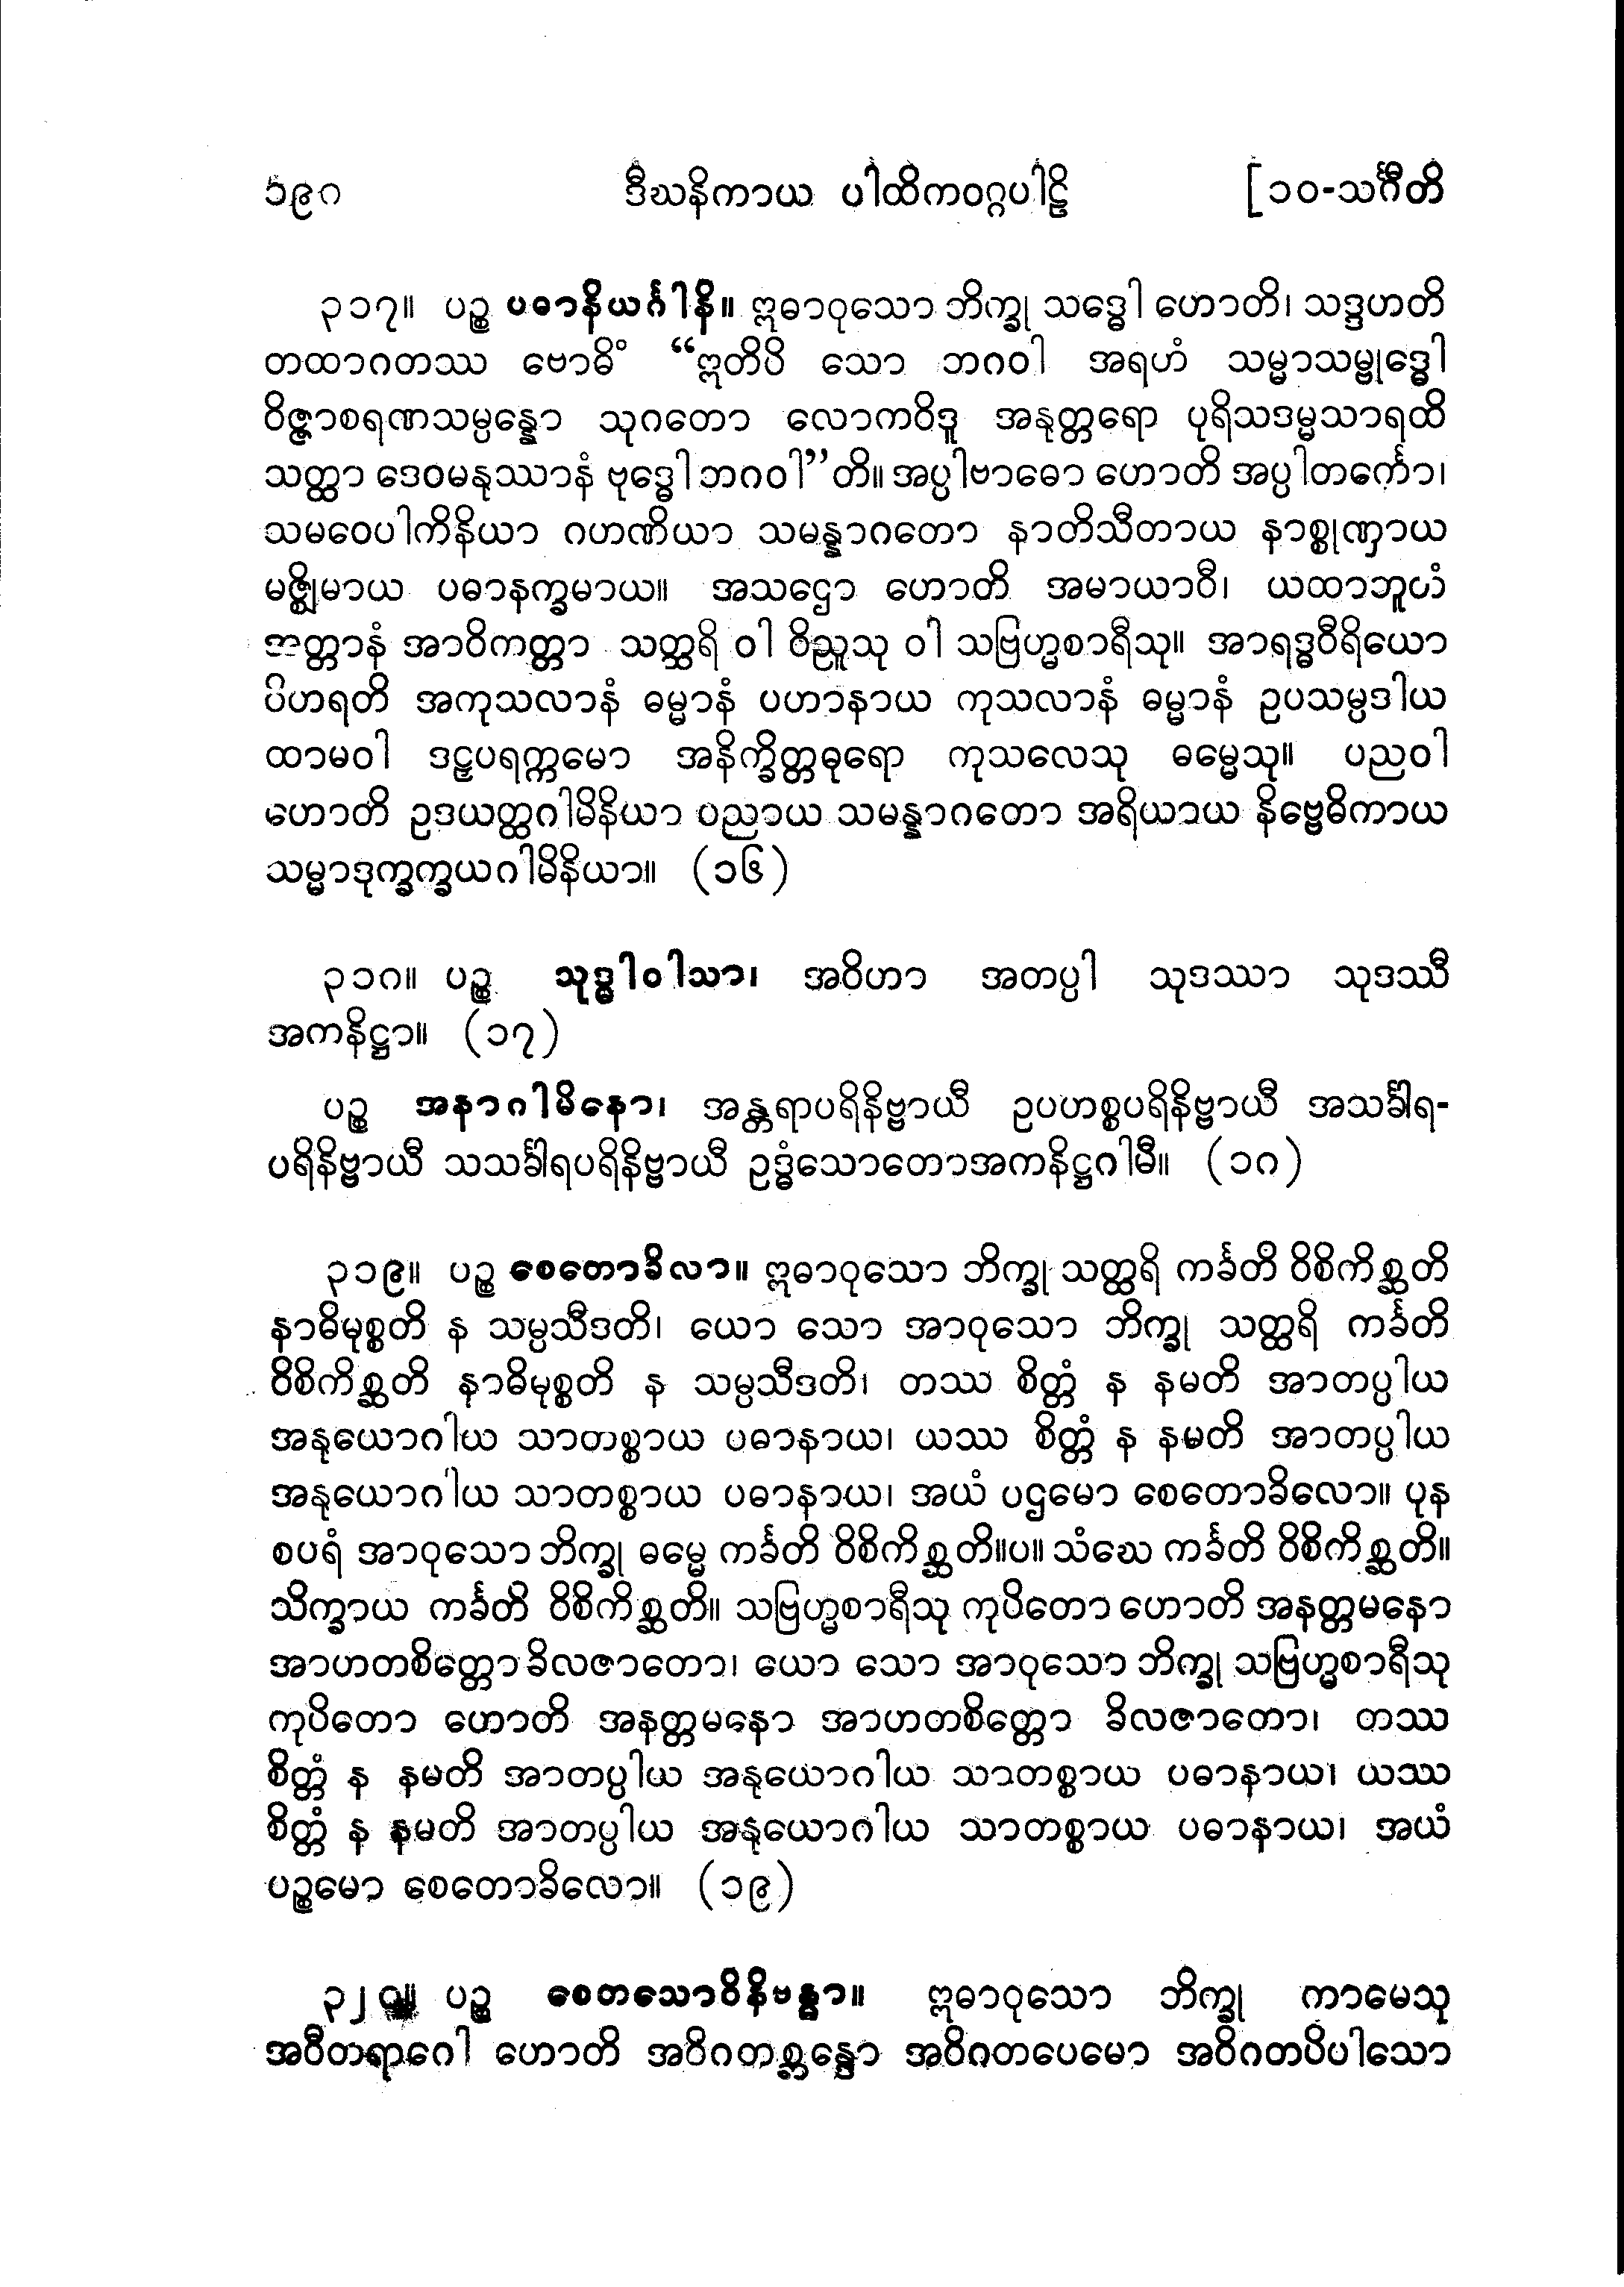 ၁၉၈ ဒီဃနိကာယ ပါထိကဝဂ္ဂပါဠိ [၁၀-သင်္ဂီတိ
၃၁၇။ ပဉ္စ ပဓာနိယင်္ဂါနိ။ ဣဓာဝုသော ဘိက္ခု သဒ္ဓေါ ဟောတိ၊ သဒ္ဒဟတိ
တထာဂတဿ ဗောဓိံ “ဣတိပိ သော ဘဂဝါ အရဟံ သမ္မာသမ္ဗုဒ္ဓေါ
ဝိဇ္ဇာစရဏသမ္ပန္နော သုဂတော လောကဝိဒူ အနုတ္တရော ပုရိသဒမ္မသာရထိ
သတ္ထာ ဒေဝမနုဿာနံ ဗုဒ္ဓေါ ဘဂဝါ”တိ။ အပ္ပါဗာဓော ဟောတိ အပ္ပါတင်္ကော၊
သမဝေပါကိနိယာ ဂဟဏိယာ သမန္နာဂတော နာတိသီတာယ နာစ္စုဏှာယ
မဇ္ဈိမာယ ပဓာနက္ခမာယ။ အသဌော ဟောတိ အမာယာဝီ၊ ယထာဘူတံ
အတ္တာနံ အာဝိကတ္တာ သတ္ထရိ ဝါ ဝိညူသု ဝါ သဗြဟ္မစာရီသု။ အာရဒ္ဓဝီရိယော
ဝိဟရတိ အကုသလာနံ ဓမ္မာနံ ပဟာနာယ ကုသလာနံ ဓမ္မာနံ ဥပသမ္ပဒါယ
ထာမဝါ ဒဠှပရက္ကမော အနိက္ခိတ္တဓုရော ကုသလေသု ဓမ္မေသု။ ပညဝါ
ဟောတိ ဥဒယတ္ထဂါမိနိယာ ပညာယ သမန္နာဂတော အရိယာယ နိဗ္ဗေဓိကာယ
သမ္မာဒုက္ခက္ခယဂါမိနိယာ။ (၁၆)
၃၁၈။ ပဉ္စ သုဒ္ဓါဝါသာ၊ အဝိဟာ အတပ္ပါ သုဒဿာ သုဒဿီ
အကနိဋ္ဌာ။ (၁၇)
ပဉ္စ အနာဂါမိနော၊ အန္တရာပရိနိဗ္ဗာယီ ဥပဟစ္စပရိနိဗ္ဗာယီ အသင်္ခါရ-
ပရိနိဗ္ဗာယီ သသင်္ခါရပရိနိဗ္ဗာယီ ဥဒ္ဓံသောတောအကနိဋ္ဌဂါမီ။ (၁၈)
၃၁၉။ ပဉ္စ စေတောခိလာ။ ဣဓာဝုသော ဘိက္ခု သတ္ထရိ ကင်္ခတိ ဝိစိကိစ္ဆတိ
နာဓိမုစ္စတိ န သမ္ပသီဒတိ၊ ယော သော အာဝုသော ဘိက္ခု သတ္ထရိ ကင်္ခတိ
ဝိစိကိစ္ဆတိ နာဓိမုစ္စတိ န သမ္ပသီဒတိ၊ တဿ စိတ္တံ န နမတိ အာတပ္ပါယ
အနုယောဂါယ သာတစ္စာယ ပဓာနာယ၊ ယဿ စိတ္တံ န နမတိ အာတပ္ပါယ
အနုယောဂါယ သာတစ္စာယ ပဓာနာယ၊ အယံ ပဌမော စေတောခိလော။ ပုန
စပရံ အာဝုသော ဘိက္ခု ဓမ္မေ ကင်္ခတိ ဝိစိကိစ္ဆတိ။ပ။ သံဃေ ကင်္ခတိ ဝိစိကိစ္ဆတိ။
သိက္ခာယ ကင်္ခတိ ဝိစိကိစ္ဆတိ။ သဗြဟ္မစာရီသု ကုပိတော ဟောတိ အနတ္တမနော
အာဟတစိတ္တော ခိလဇာတော၊ ယော သော အာဝုသော ဘိက္ခု သဗြဟ္မစာရီသု
ကုပိတော ဟောတိ အနတ္တမနော အာဟတစိတ္တော ခိလဇာတော၊ တဿ
စိတ္တံ န နမတိ အာတပ္ပါယ အနုယောဂါယ သာတစ္စာယ ပဓာနာယ၊ ယဿ
စိတ္တံ န နမတိ အာတပ္ပါယ အနုယောဂါယ သာတစ္စာယ ပဓာနာယ၊ အယံ
ပဉ္စမော စေတောခိလော။ (၁၉)
၃၂၀။ ပဉ္စ စေတသောဝိနိဗန္ဓာ။ ဣဓာဝုသော ဘိက္ခု ကာမေသု
အဝီတရာဂေါ ဟောတိ အဝိဂတစ္ဆန္ဒော အဝိဂတပေမော အဝိဂတပိပါသော